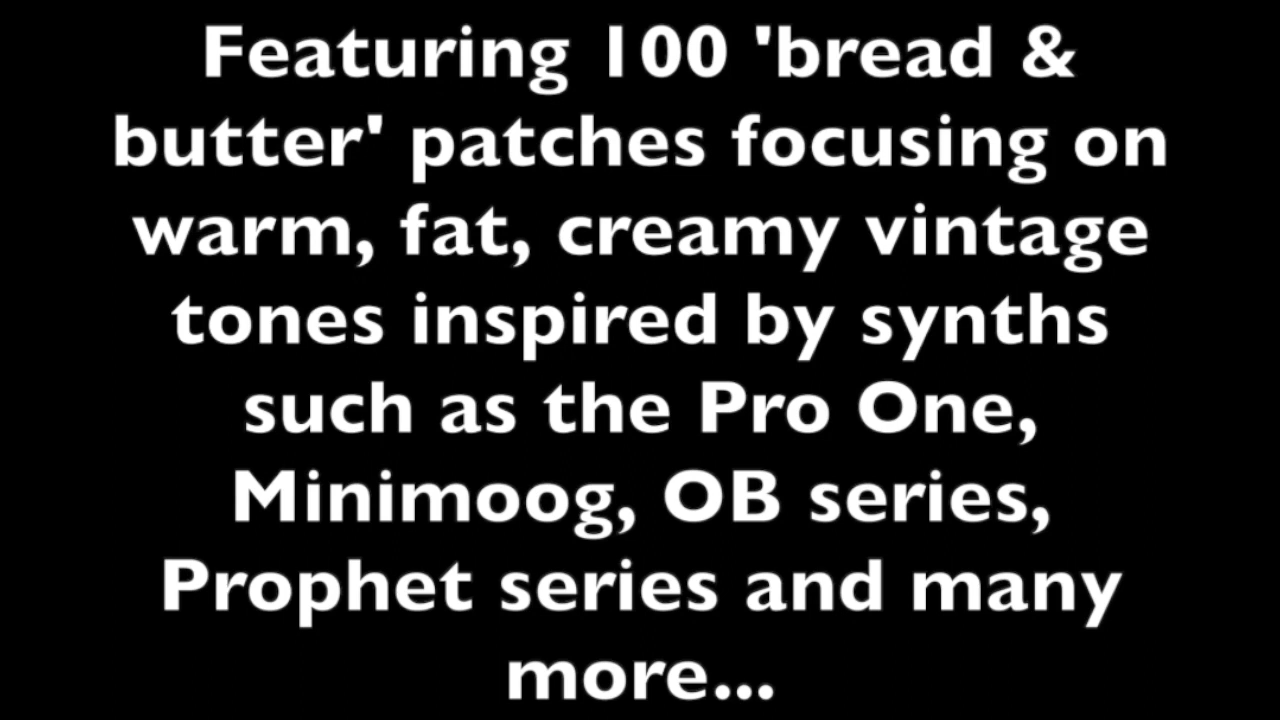 Featuring 100 'bread &
butter' patches focusing on
warm, fat, creamy vintage
tones inspired by synths
such as the Pro One,
Minimoog, OB series,
Prophet series and many
more...